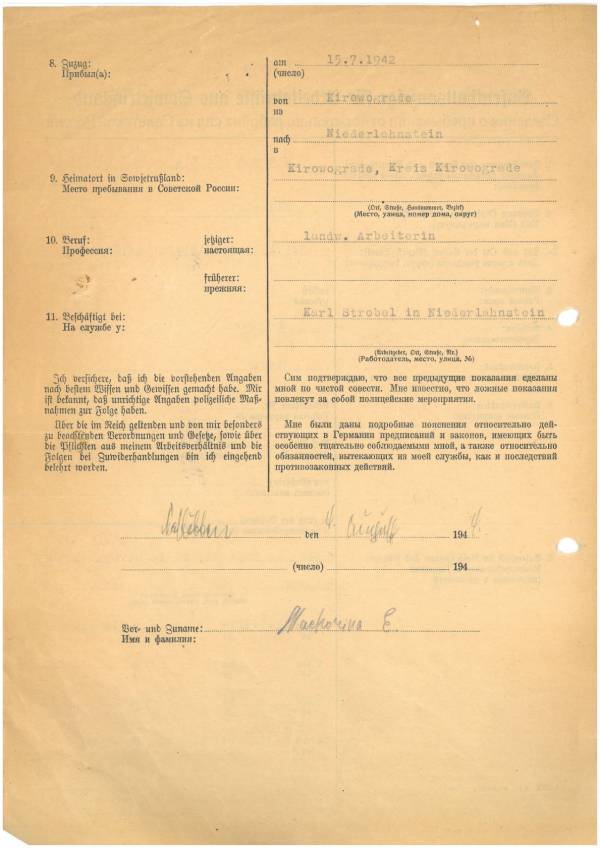 8. Zuzug: am 15.7.1942
Прибыл(а): (число)
von Kirowograde
из
nach Niederlahnstein
в
9. Heimatort in Sowjetrußland: Kirowograde, Kreis Kirowograde
Место пребывания в Советской России:
(Ort, Straße, Hausnummer, Bezirk)
(Место, улица, номер дома, округ)
10. Beruf: jetziger: landw. Arbeiterin
Профессия: настоящая:
früherer:
прежняя:
11. Beschäftigt bei: Karl Strobel in Niederlahnstein
На службе у:
(Arbeitgeber, Ort, Straße, Nr.)
(Работодатель, место, улица, №)
Ich versichere, daß ich die vorstehenden Angaben
nach bestem Wissen und Gewissen gemacht habe. Mir
ist bekannt, daß unrichtige Angaben polizeiliche Maß-
nahmen zur Folge haben.
Über die im Reich geltenden und von mir besonders
zu beachtenden Verordnungen und Gesetze, sowie über
die Pflichten aus meinem Arbeitsverhältnis und die
Folgen bei Zuwiderhandlungen bin ich eingehend
belehrt worden.
Сим подтверждаю, что все предыдущие показания сделаны
мной по чистой совести. Мне известно, что ложные показания
повлекут за собой полицейские мероприятия.
Мне были даны подробные пояснения относительно дей-
ствующих в Германии предписаний и законов, имеющих быть
особенно тщательно соблюдаемыми мной, а также относительно
обязанностей, вытекающих из моей службы, как и последствий
противозаконных действий.
den 4. August 194 4.
(число) 194
Vor- und Zuname: Mackorina E.
Имя и фамилия: